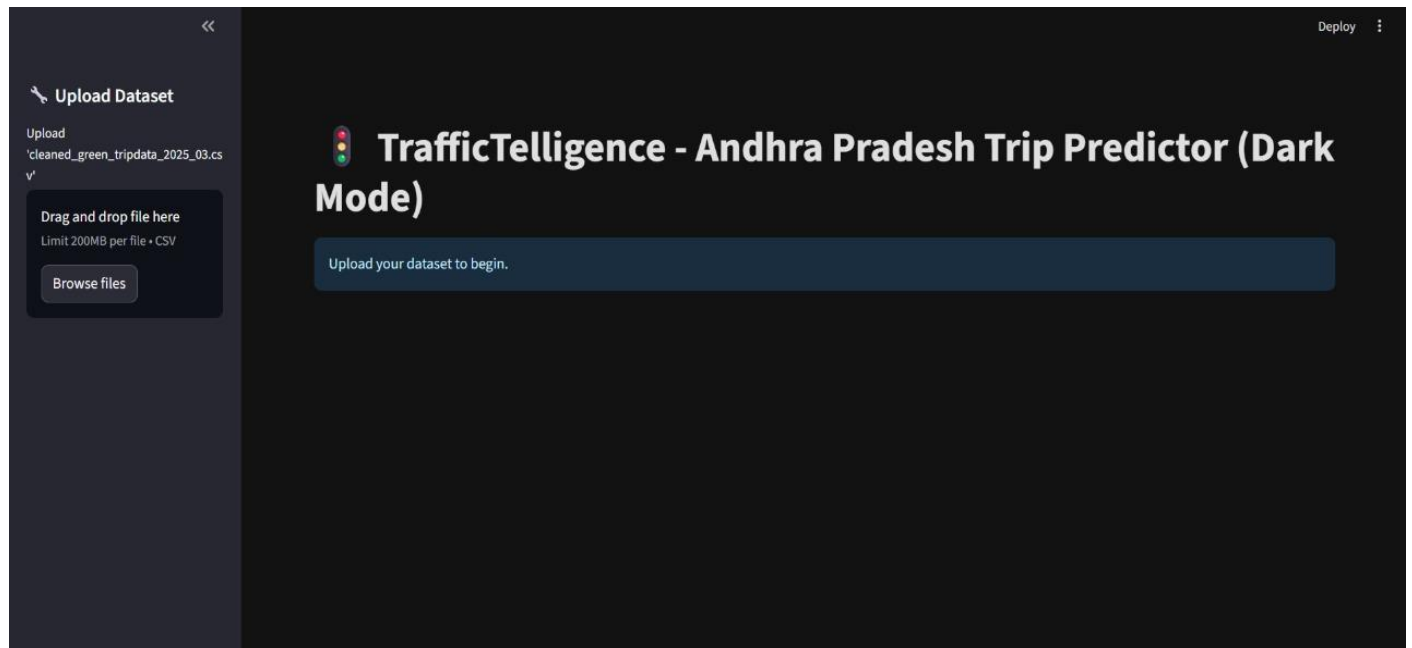 Deploy
Upload Dataset
Upload
'cleaned_green_tripdata_2025_03.cs
v'
Drag and drop file here
Limit 200MB per file • CSV
Browse files
TrafficTelligence - Andhra Pradesh Trip Predictor (Dark
Mode)
Upload your dataset to begin.